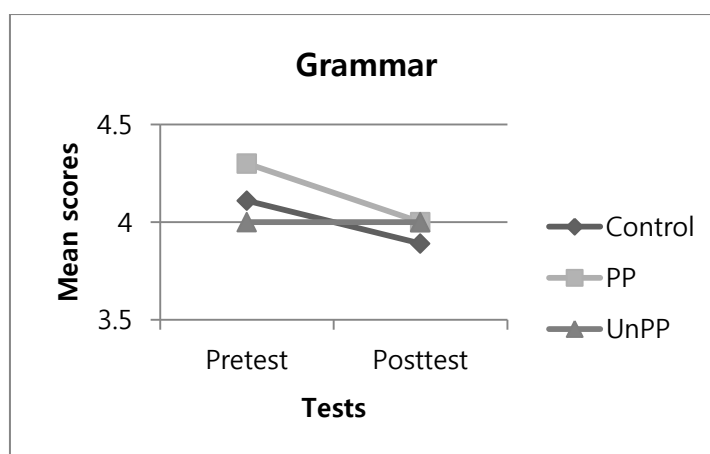 Grammar
4.5
4
3.5
Mean scores
Pretest Posttest
Tests
Control
PP
UnPP